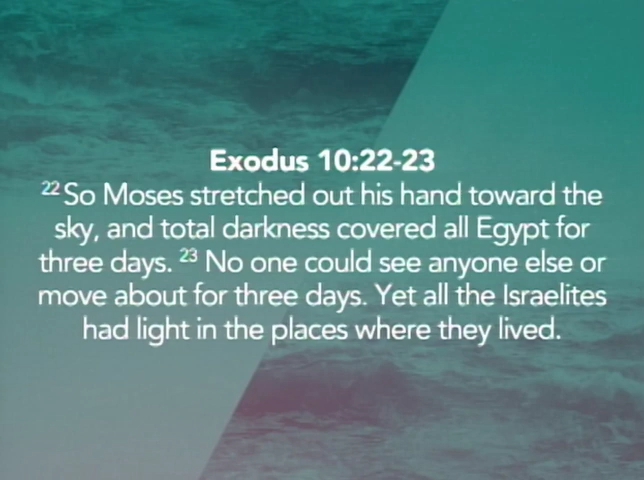 Exodus 10:22-23
22 So Moses stretched out his hand toward the
sky, and total darkness covered all Egypt for
three days. 23 No one could see anyone else or
move about for three days. Yet all the Israelites
had light in the places where they lived.